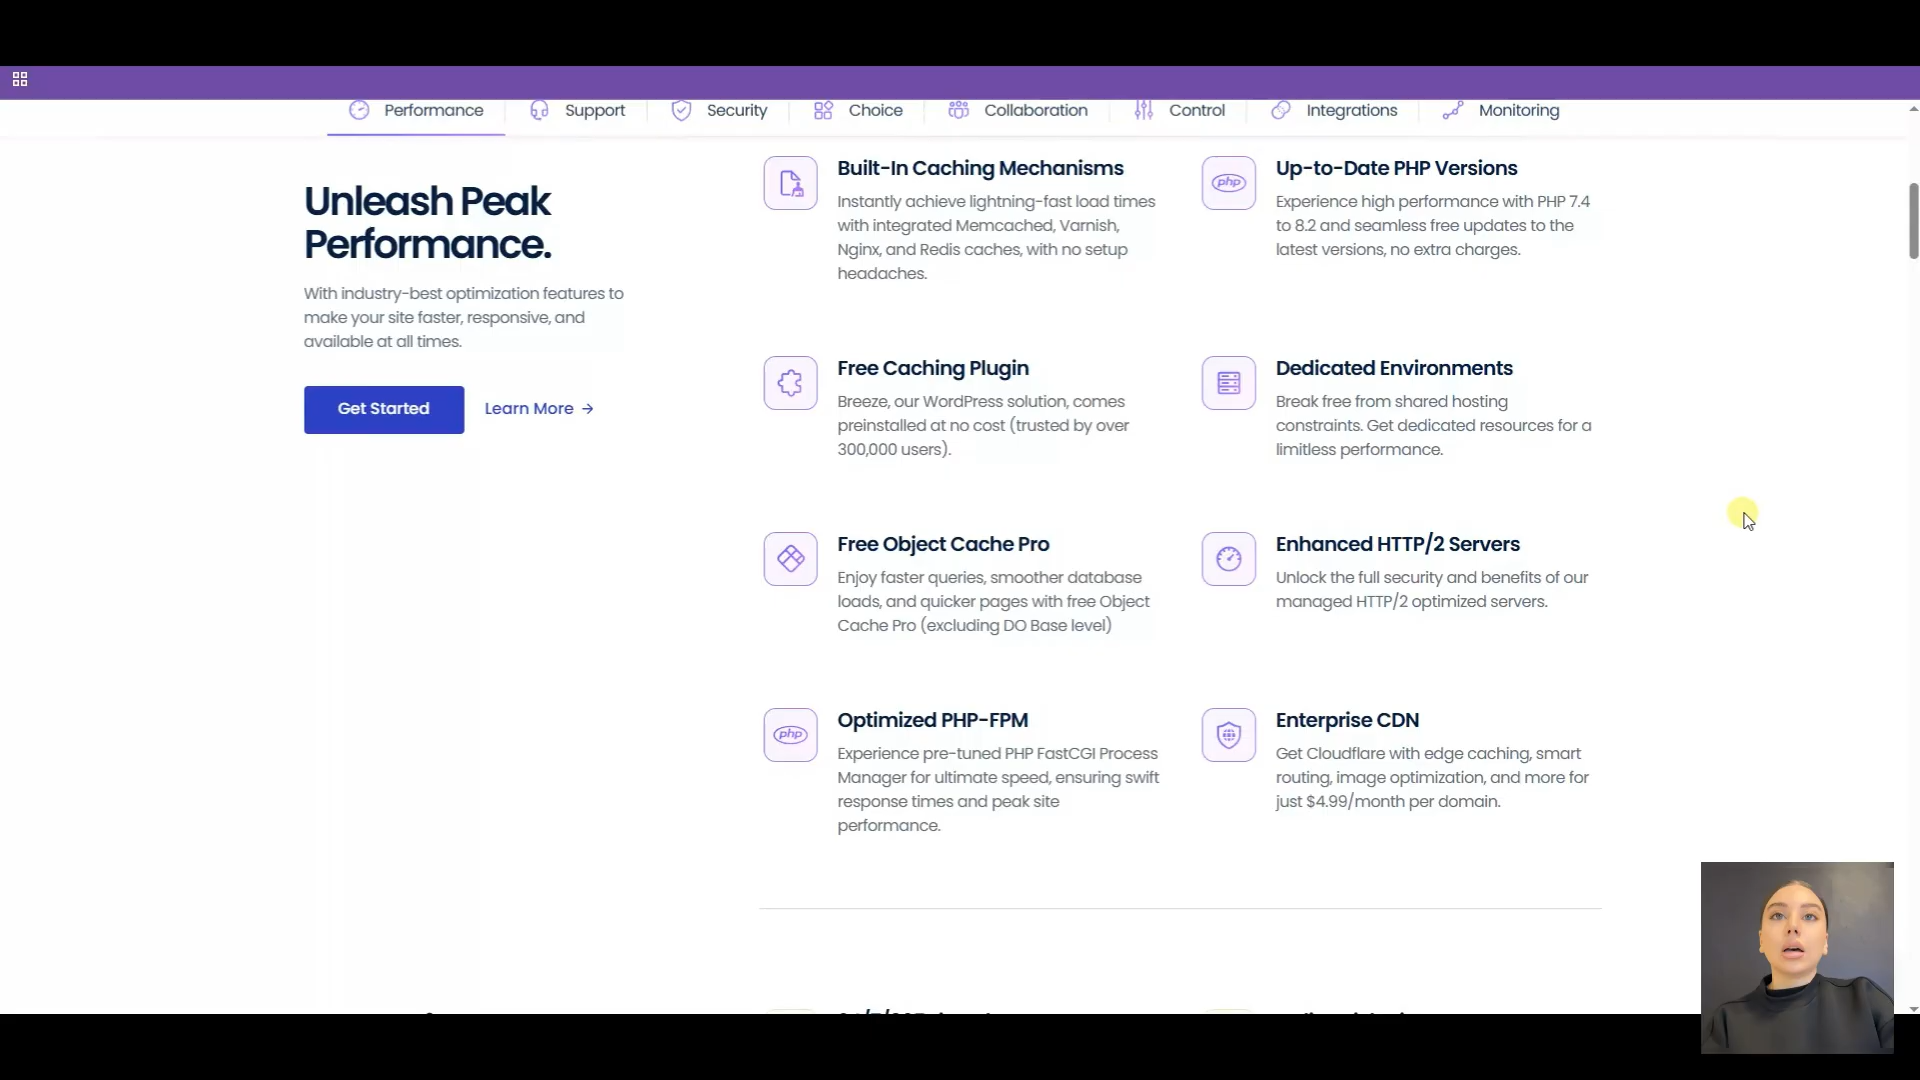 Performance
Support
Security
Choice
Collaboration
Control
Integrations
Monitoring
Unleash Peak
Performance.
With industry-best optimization features to
make your site faster, responsive, and
available at all times.
Get Started
Learn More →
Built-In Caching Mechanisms
Instantly achieve lightning-fast load times
with integrated Memcached, Varnish,
Nginx, and Redis caches, with no setup
headaches.
php
Up-to-Date PHP Versions
Experience high performance with PHP 7.4
to 8.2 and seamless free updates to the
latest versions, no extra charges.
Free Caching Plugin
Breeze, our WordPress solution, comes
preinstalled at no cost (trusted by over
300,000 users).
Dedicated Environments
Break free from shared hosting
constraints. Get dedicated resources for a
limitless performance.
Free Object Cache Pro
Enjoy faster queries, smoother database
loads, and quicker pages with free Object
Cache Pro (excluding DO Base level)
Enhanced HTTP/2 Servers
Unlock the full security and benefits of our
managed HTTP/2 optimized servers.
php
Optimized PHP-FPM
Experience pre-tuned PHP FastCGI Process
Manager for ultimate speed, ensuring swift
response times and peak site
performance.
Enterprise CDN
Get Cloudflare with edge caching, smart
routing, image optimization, and more for
just $4.99/month per domain.